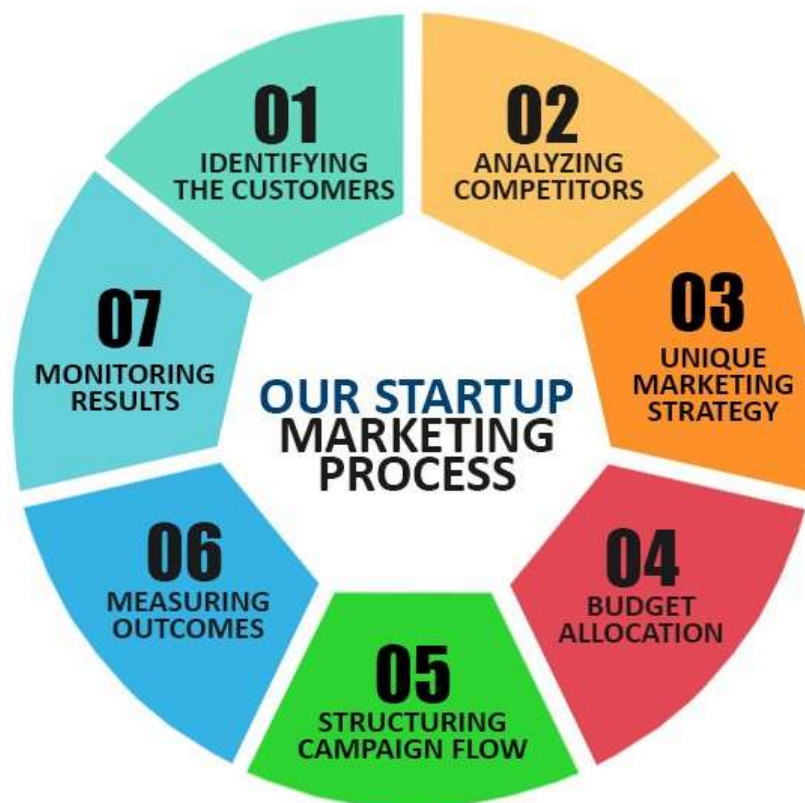 01
IDENTIFYING
THE CUSTOMERS
02
ANALYZING
COMPETITORS
03
UNIQUE
MARKETING
STRATEGY
04
BUDGET
ALLOCATION
05
STRUCTURING
CAMPAIGN FLOW
06
MEASURING
OUTCOMES
07
MONITORING
RESULTS
OUR STARTUP
MARKETING
PROCESS